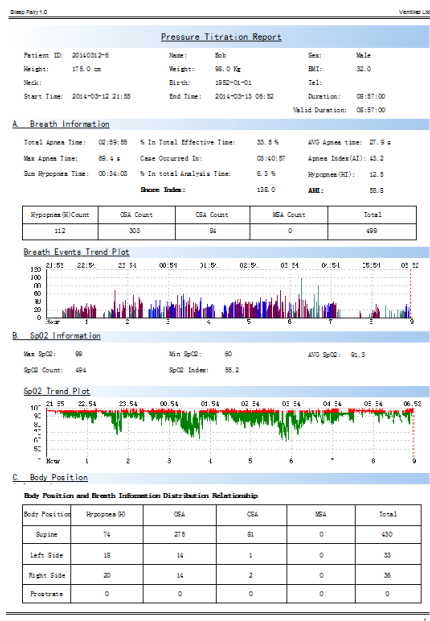 Sleep Fairy1.0 VentMed Ltd
Pressure Titration Report
Patient ID: 20140312-6 Name: Bob Sex: Male
Height: 175.0 cm Weight: 98.0 Kg BMI: 32.0
Neck: Birth: 1952-01-01 Tel:
Start Time: 2014-03-12 21:55 End Time: 2014-03-13 06:52 Duration: 08:57:00
Valid Duration: 08:57:00
A. Breath Information
Total Apnea Time: 02:59:55 % In Total Effective Time: 33.5 % AVG Apnea time: 27.9 s
Max Apnea Time: 69.4 s Case Occurred In: 03:40:57 Apnea Index(AI): 43.2
Sum Hypopnea Time: 00:34:03 % In total Analysis Time: 6.3 % Hypopnea(HI): 12.5
Snore Index: 138.0 AHI: 55.8
Hypopnea(H)Count OSA Count CSA Count MSA Count Total
112 303 84 0 499
Breath Events Trend Plot
21:55 22:54 23:54 00:54 01:54 02:54 03:54 04:54 05:54 06:52
120
100
80
60
40
20
0
Hour 1 2 3 4 5 6 7 8 9
B. SpO2 Information
Max SpO2: 99 Min SpO2: 60 AVG SpO2: 91.3
SpO2 Count: 494 SpO2 Index: 55.2
SpO2 Trend Plot
21:55 22:54 23:54 00:54 01:54 02:54 03:54 04:54 05:54 06:52
Hour 1 2 3 4 5 6 7 8 9
C. Body Position
Body Position and Breath Information Distribution Relationship
Body Position Hypopnea(H) OSA CSA MSA Total
Supine 74 275 81 0 430
Left Side 18 14 1 0 33
Right Side 20 14 2 0 36
Prostrate 0 0 0 0 0
1